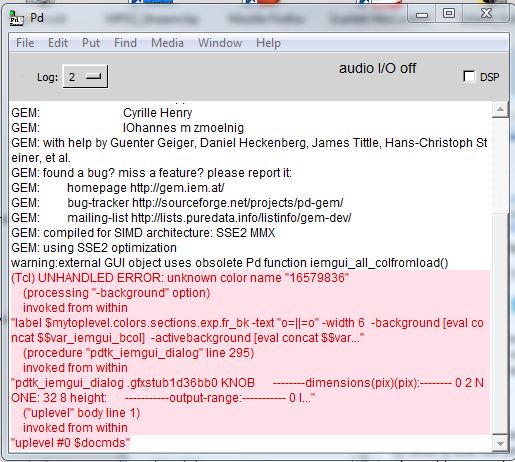 Pd
File Edit Put Find Media Window Help
Log: 2
audio I/O off
DSP
GEM: Cyrille Henry
GEM: IOhannes m zmoelnig
GEM: with help by Guenter Geiger, Daniel Heckenberg, James Tittle, Hans-Christoph St
einer, et al.
GEM: found a bug? miss a feature? please report it:
GEM: homepage http://gem.iem.at/
GEM: bug-tracker http://sourceforge.net/projects/pd-gem/
GEM: mailing-list http://lists.puredata.info/listinfo/gem-dev/
GEM: compiled for SIMD architecture: SSE2 MMX
GEM: using SSE2 optimization
warning:external GUI object uses obsolete Pd function iemgui_all_colfromload()
(Tcl) UNHANDLED ERROR: unknown color name "16579836"
(processing "-background" option)
invoked from within
"label $mytoplevel.colors.sections.exp.fr_bk -text "o=||=o" -width 6 -background [eval co
ncat $$var_iemgui_bcol] -activebackground [eval concat $$var..."
(procedure "pdtk_iemgui_dialog" line 295)
invoked from within
"pdtk_iemgui_dialog .gfxstub1d36bb0 KNOB --------dimensions(pix)(pix):-------- 0 2 N
ONE: 32 8 height: -----------output-range:----------- 0 l..."
("uplevel" body line 1)
invoked from within
"uplevel #0 $docmds"